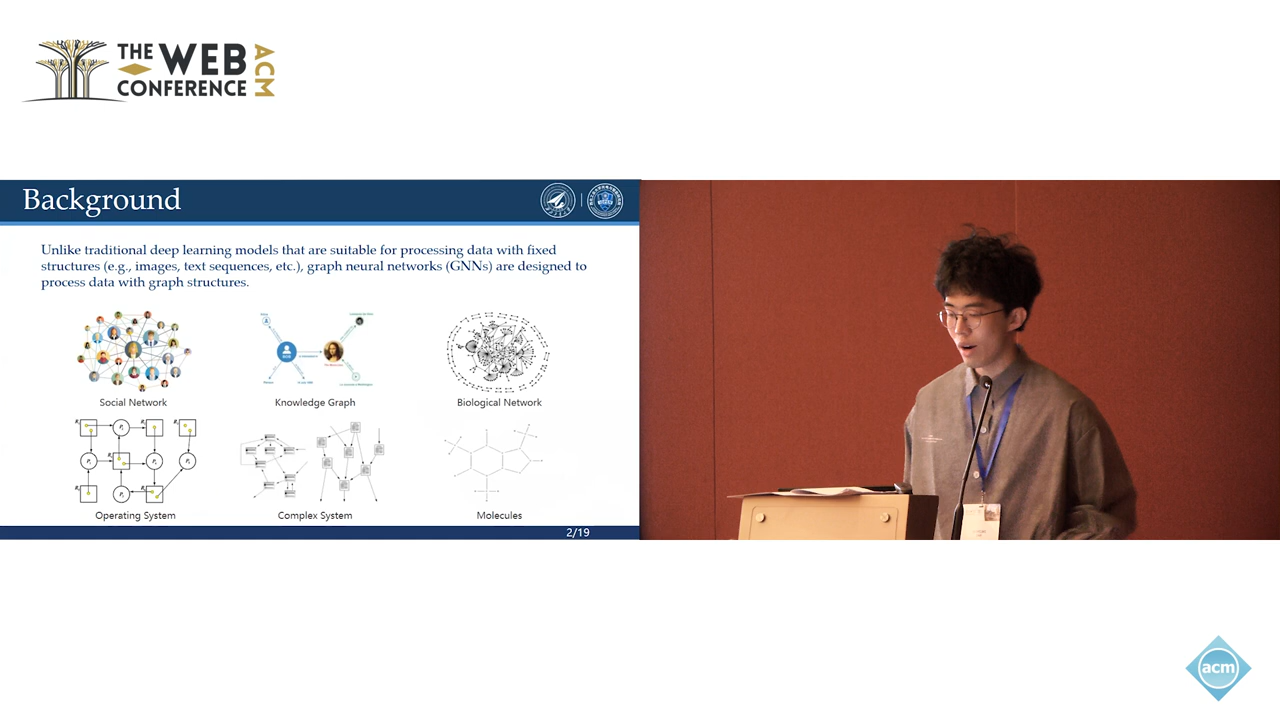 THE WEB
CONFERENCE
ACM
Background
Unlike traditional deep learning models that are suitable for processing data with fixed
structures (e.g., images, text sequences, etc.), graph neural networks (GNNs) are designed to
process data with graph structures.
Social Network
Knowledge Graph
Biological Network
Operating System
Complex System
Molecules
2/19
acm